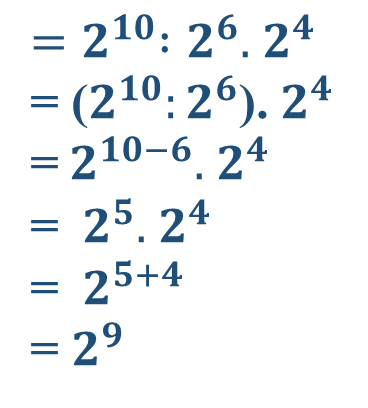 = 2¹⁰: 2⁶. 2⁴
= (2¹⁰: 2⁶). 2⁴
= 2¹⁰⁻⁶. 2⁴
= 2⁵. 2⁴
= 2⁵⁺⁴
= 2⁹